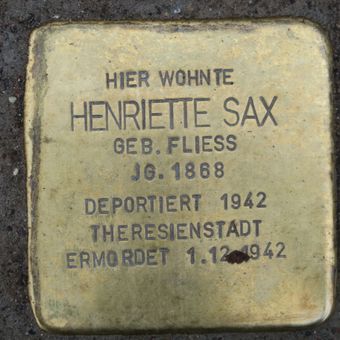 HIER WOHNTE
HENRIETTE SAX
GEB. FLIESS
JG. 1868
DEPORTIERT 1942
THERESIENSTADT
ERMORDET 1.12.1942